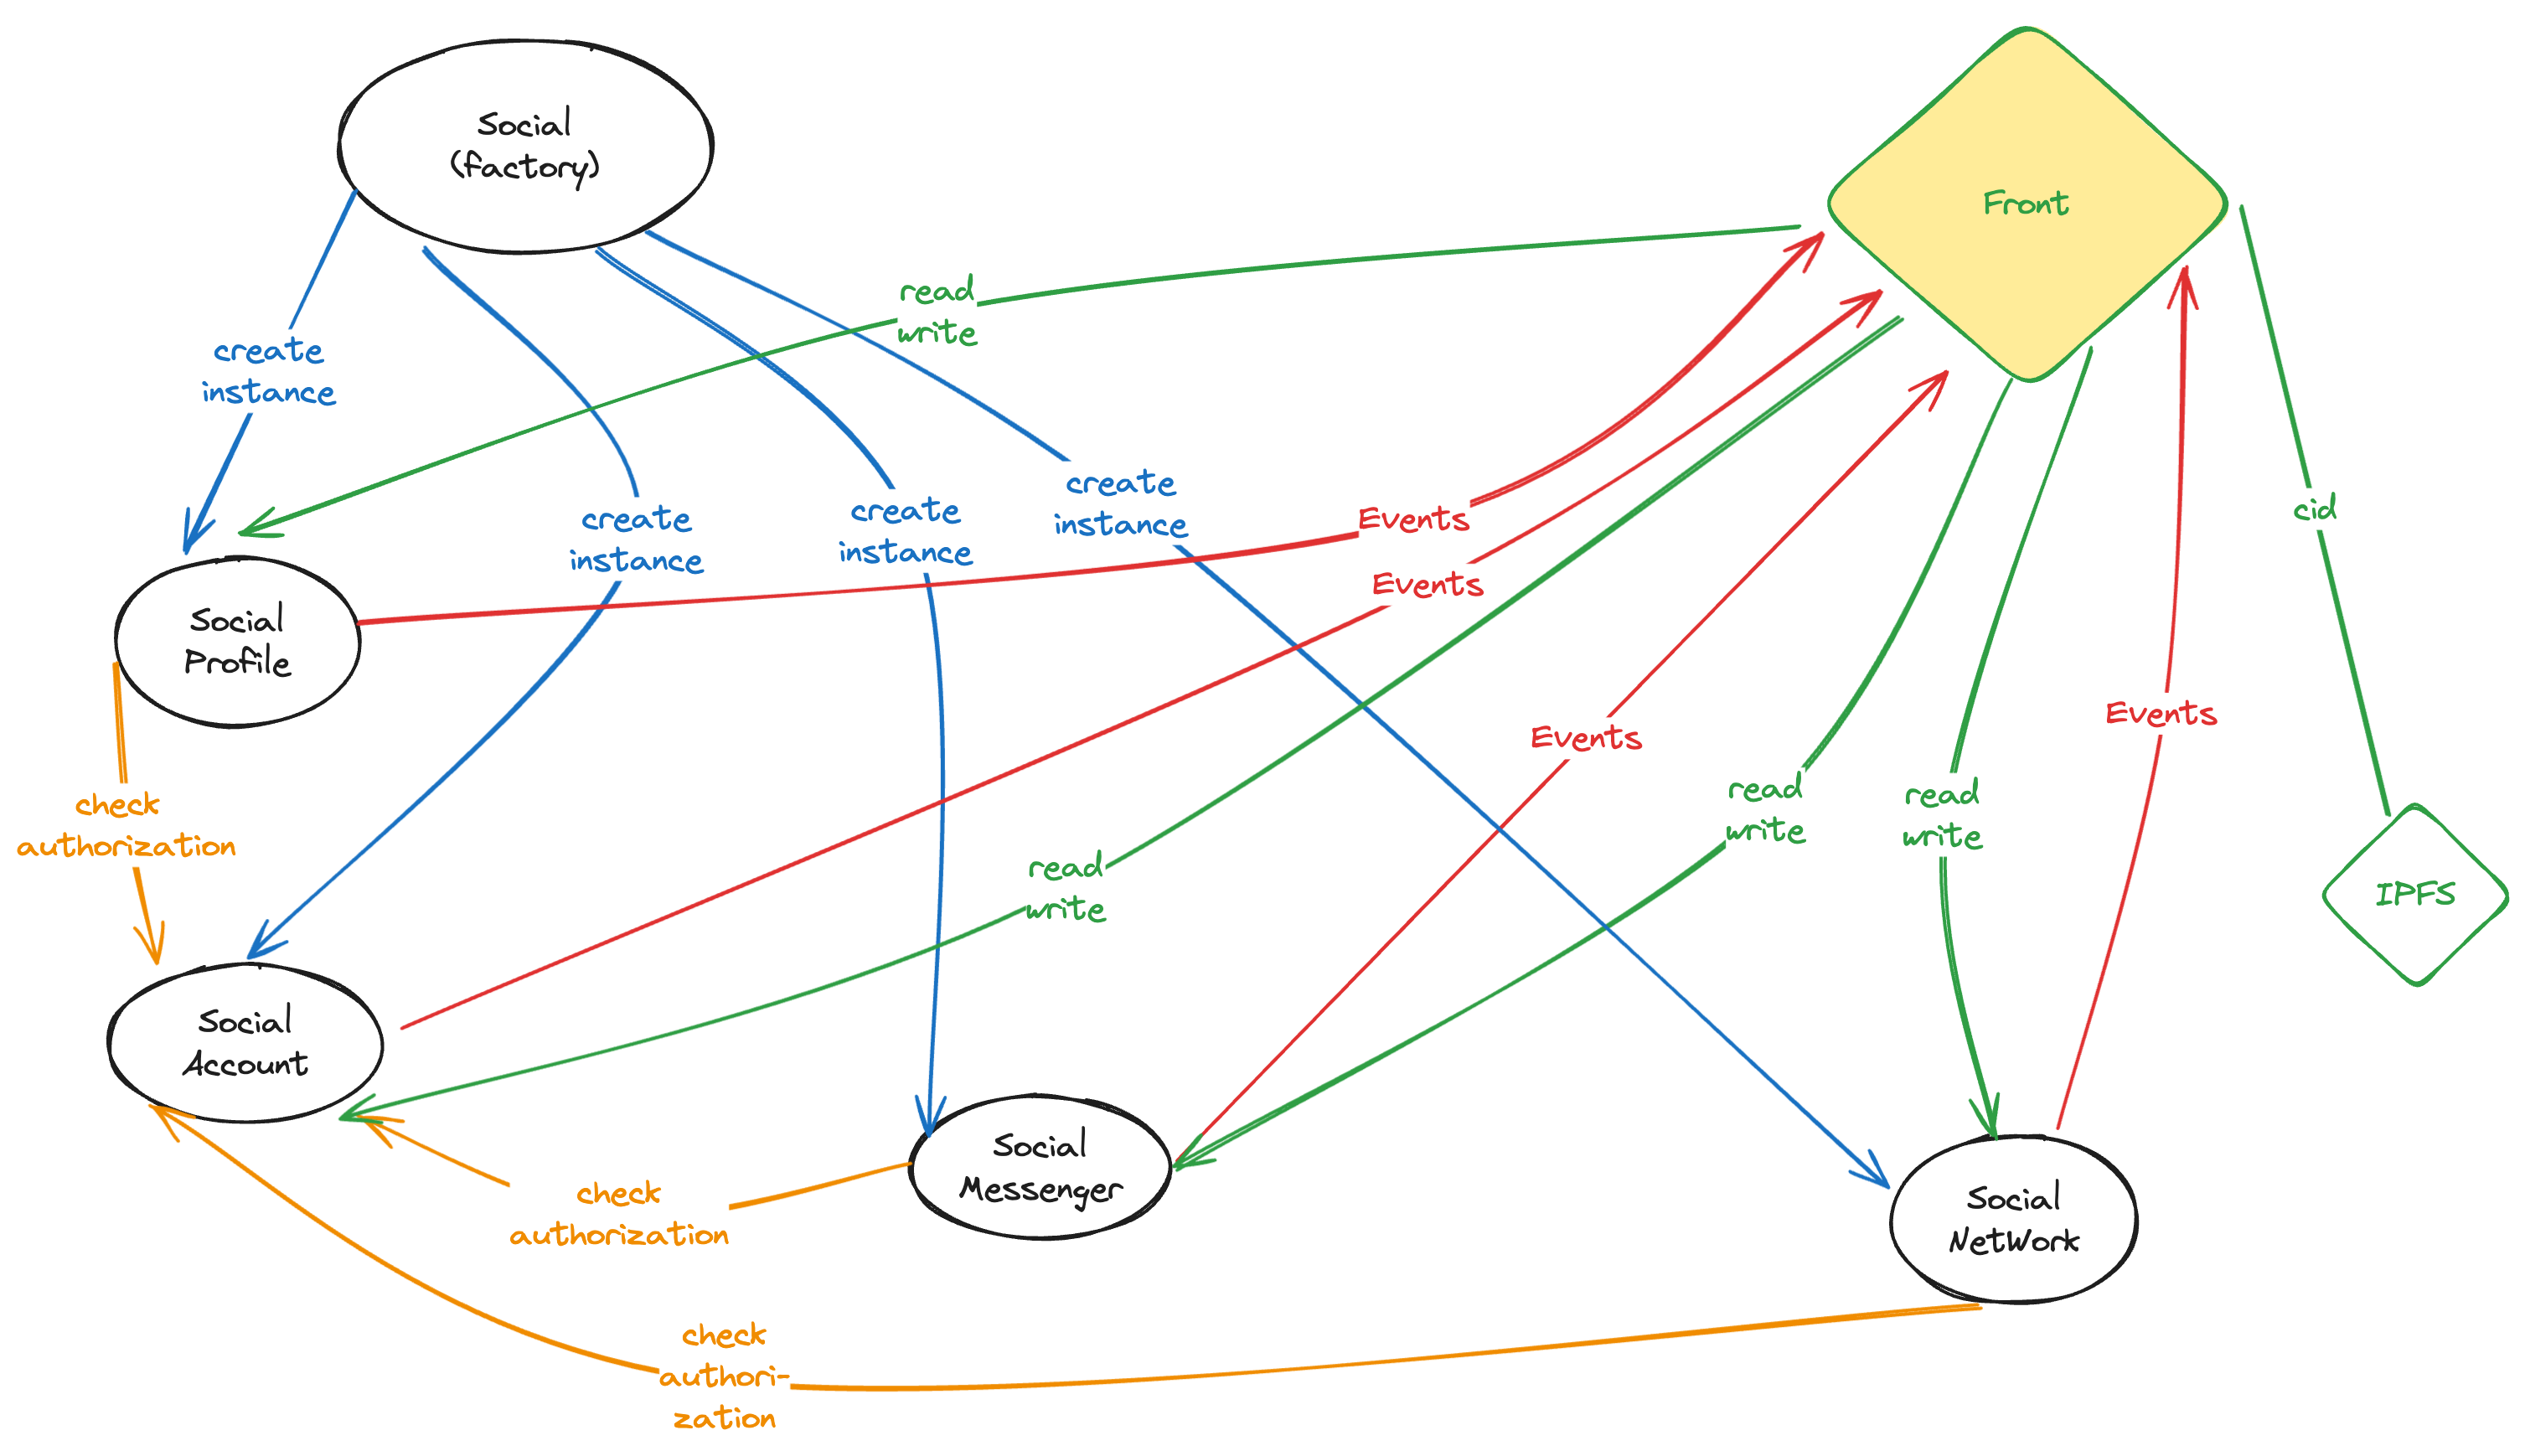 Social
(factory)
Front
read
write
create
instance
create
instance
create
instance
create
instance
Events
cid
Events
Social
Profile
Events
Events
check
authorization
read
write
read
write
read
write
IPFS
Social
Account
Social
Messenger
check
authorization
Social
NetWork
check
authori-
zation